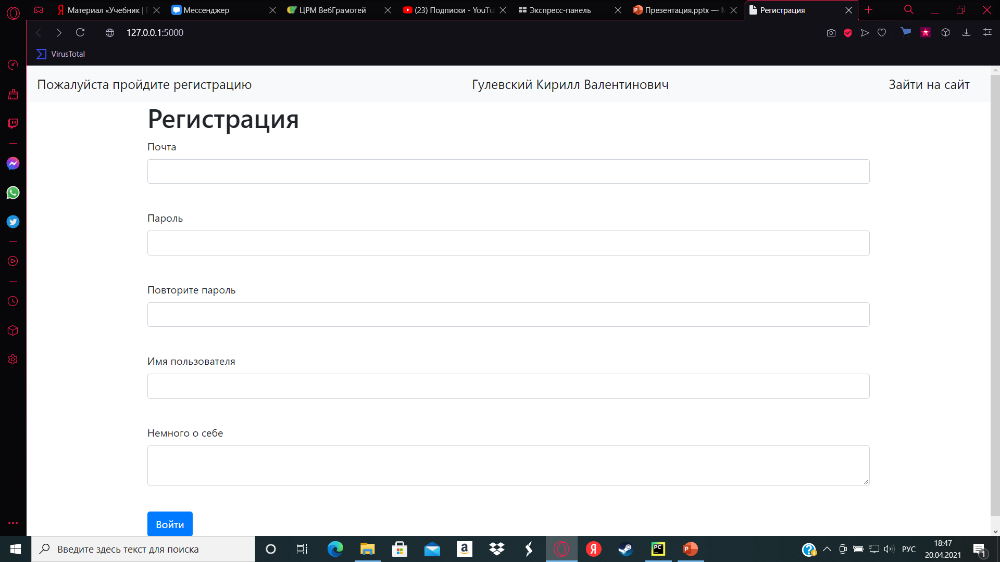 Материал «Учебник |
Мессенджер
ЦРМ ВебГрамотей
(23) Подписки - YouTu
Экспресс-панель
Презентация.pptx —
Регистрация
127.0.0.1:5000
VirusTotal
Пожалуйста пройдите регистрацию
Гулевский Кирилл Валентинович
Зайти на сайт
Регистрация
Почта
Пароль
Повторите пароль
Имя пользователя
Немного о себе
Войти
Введите здесь текст для поиска
РУС
18:47
20.04.2021
1